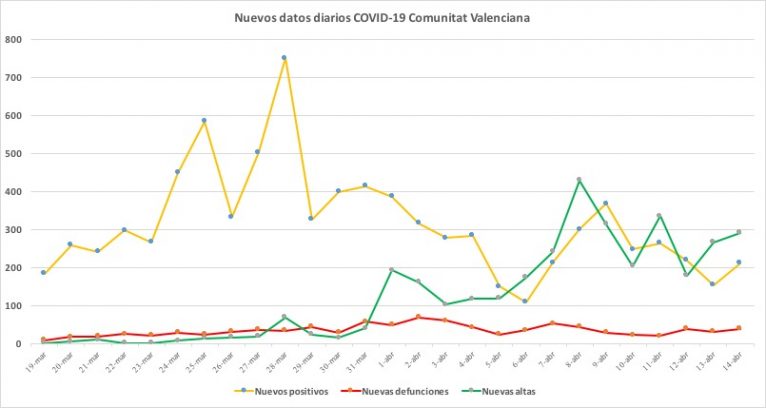 Nuevos datos diarios COVID-19 Comunitat Valenciana
800
700
600
500
400
300
200
100
0
19-mar
20-mar
21-mar
22-mar
23-mar
24-mar
25-mar
26-mar
27-mar
28-mar
29-mar
30-mar
31-mar
1-abr
2-abr
3-abr
4-abr
5-abr
6-abr
7-abr
8-abr
9-abr
10-abr
11-abr
12-abr
13-abr
14-abr
Nuevos positivos
Nuevas defunciones
Nuevas altas